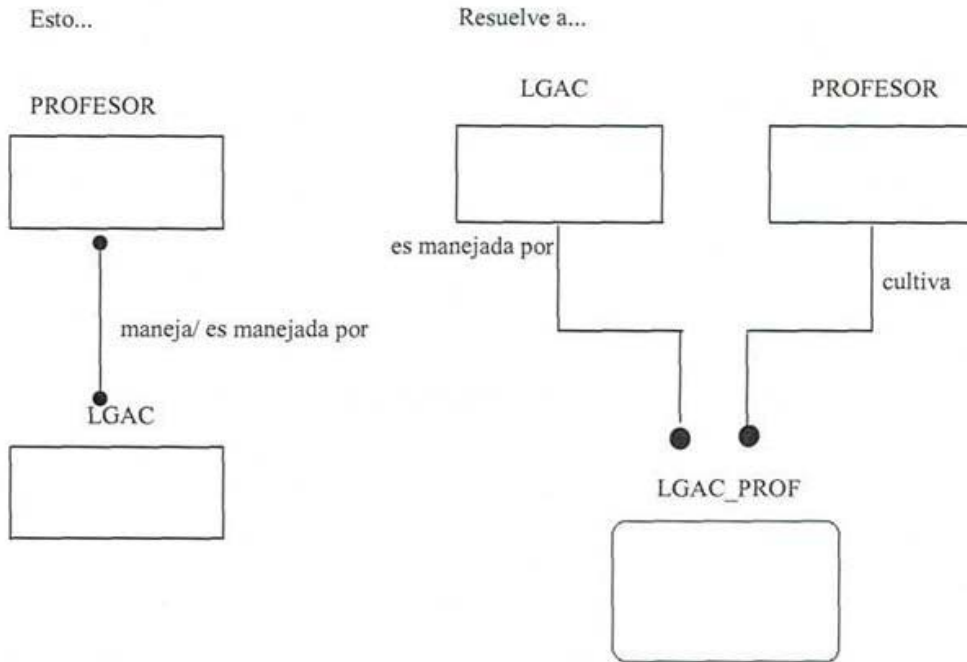 Esto...
Resuelve a...
PROFESOR
maneja/ es manejada por
LGAC
LGAC
PROFESOR
es manejada por
cultiva
LGAC_PROF